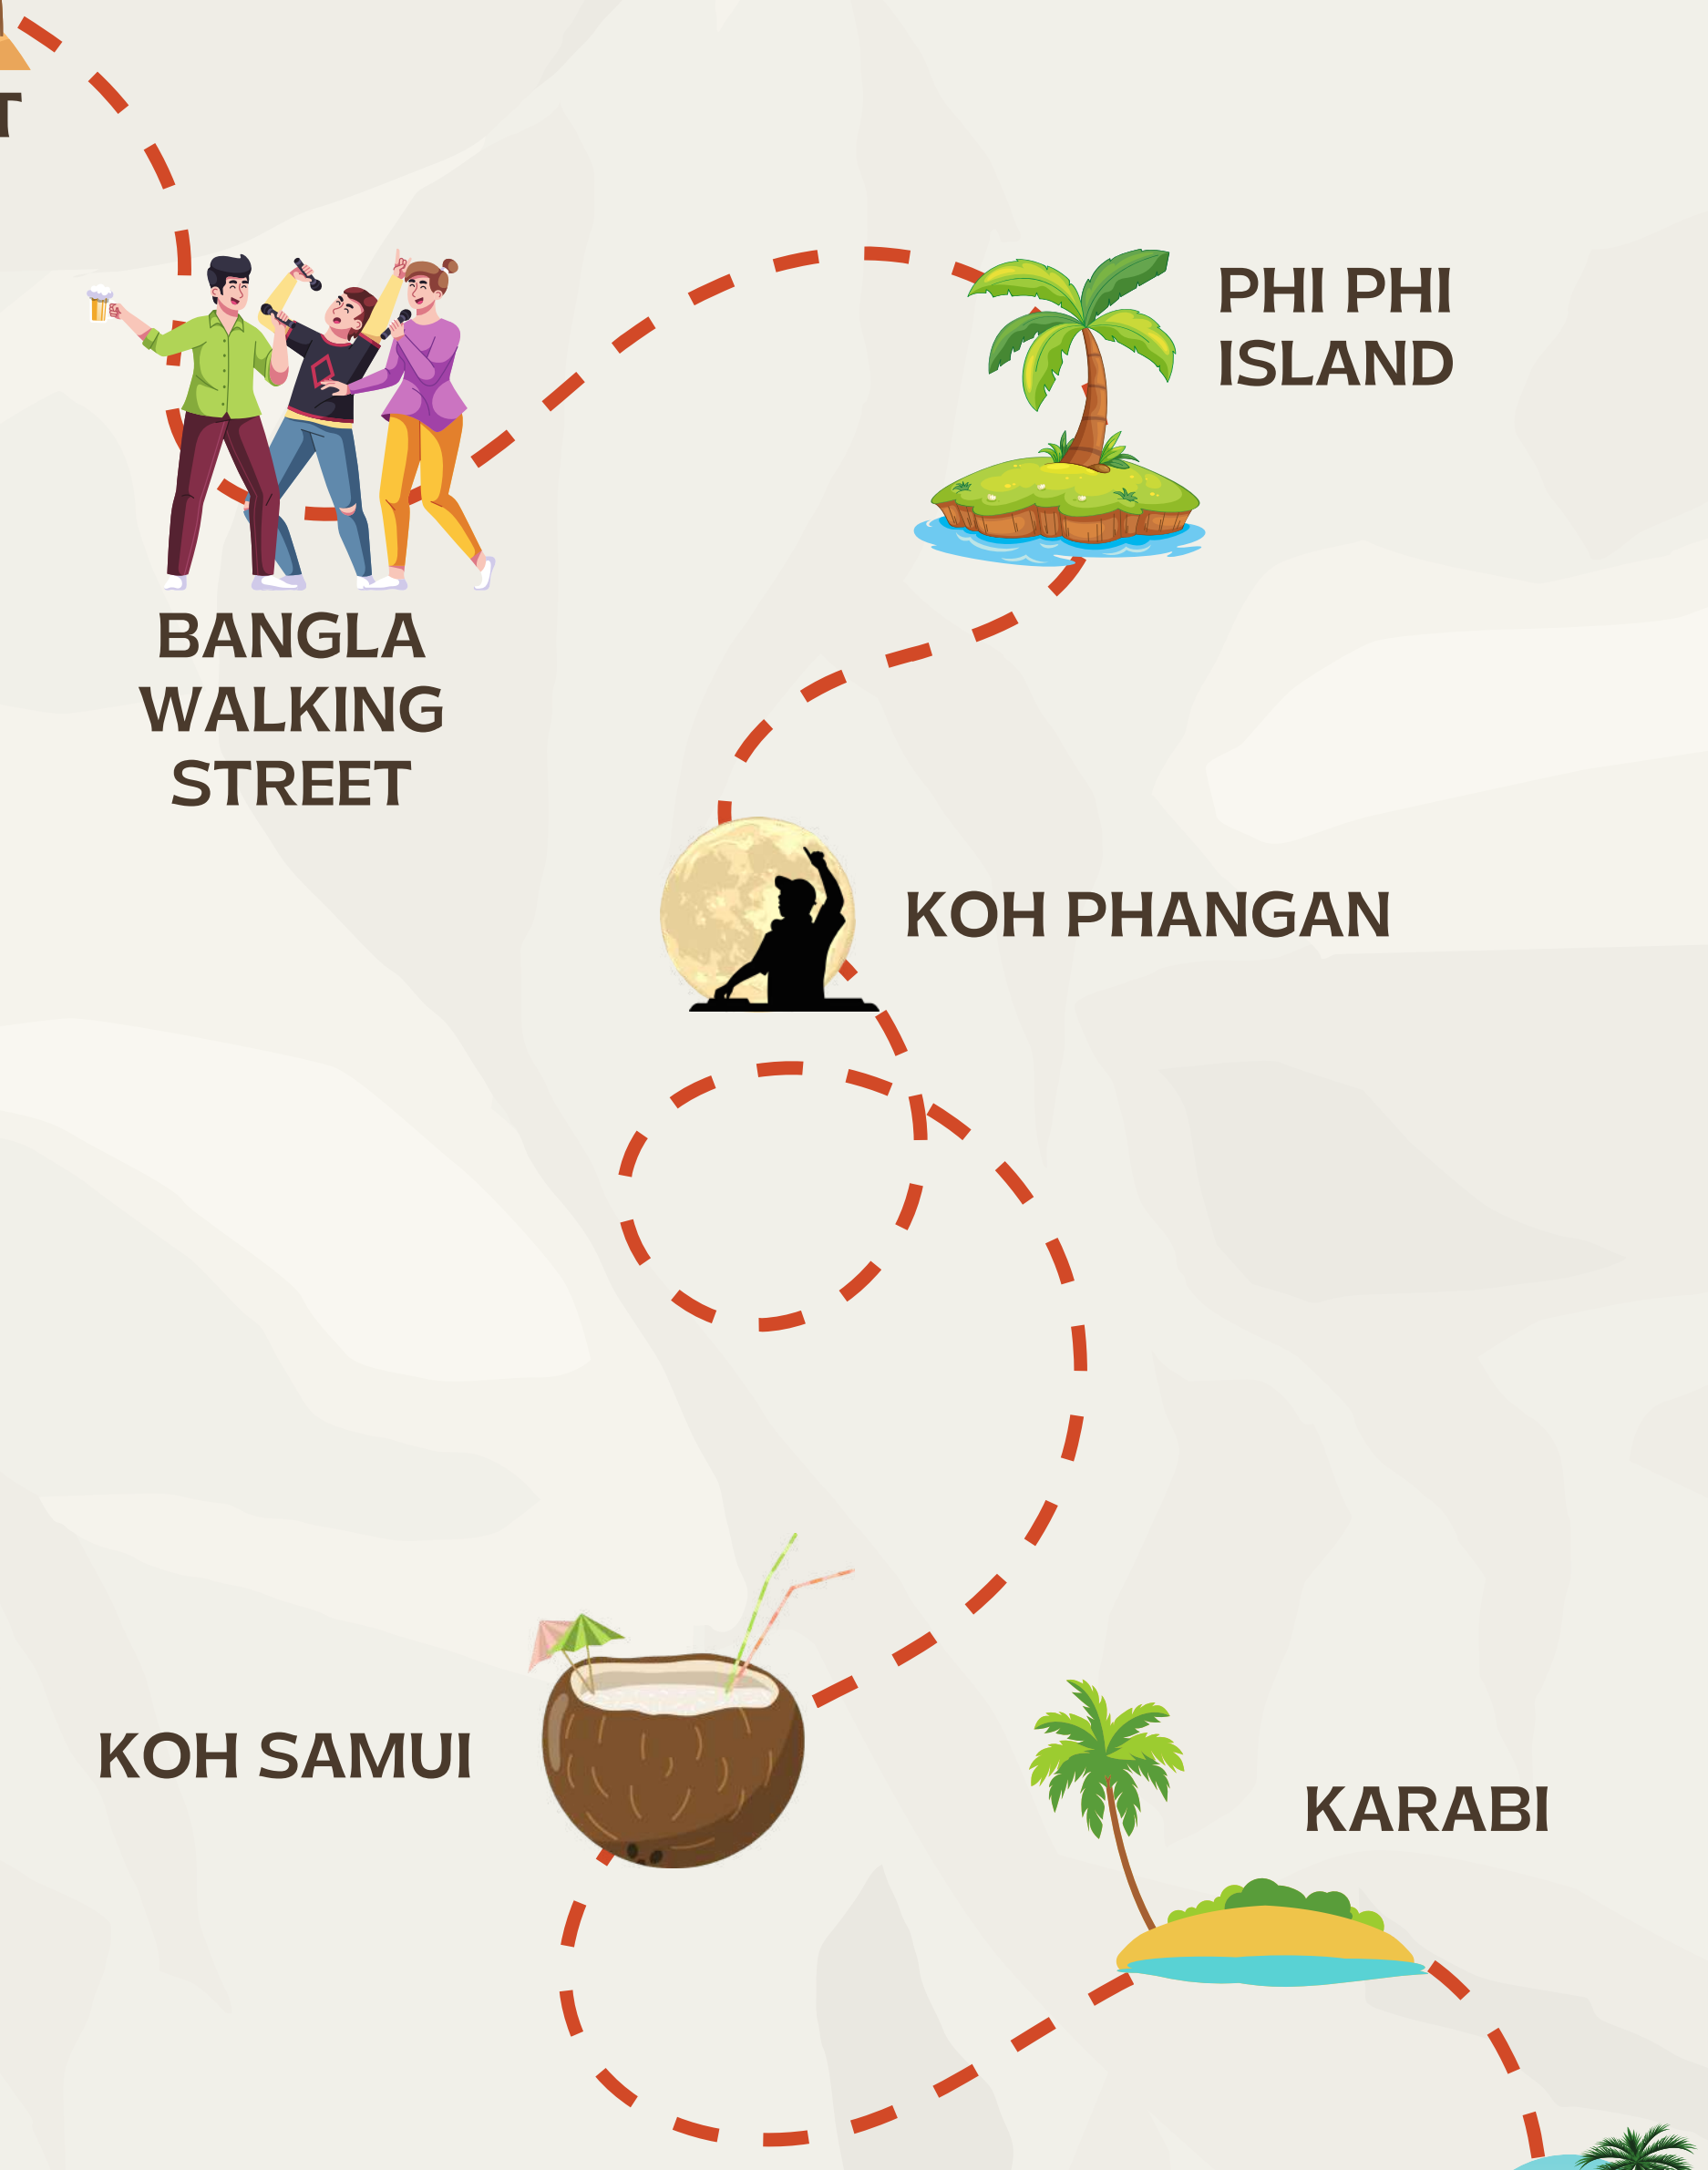 T
PHI PHI
ISLAND
BANGLA
WALKING
STREET
KOH PHANGAN
KOH SAMUI
KARABI